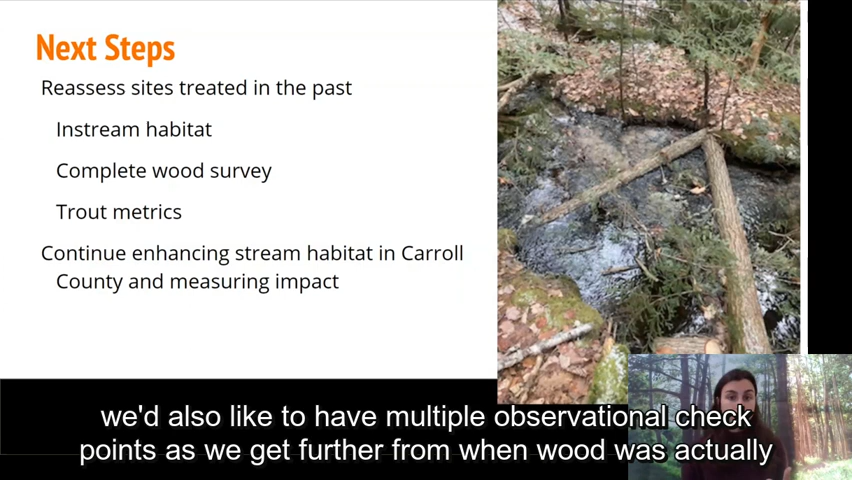 Next Steps
Reassess sites treated in the past
Instream habitat
Complete wood survey
Trout metrics
Continue enhancing stream habitat in Carroll
County and measuring impact
we'd also like to have multiple observational check
points as we get further from when wood was actually